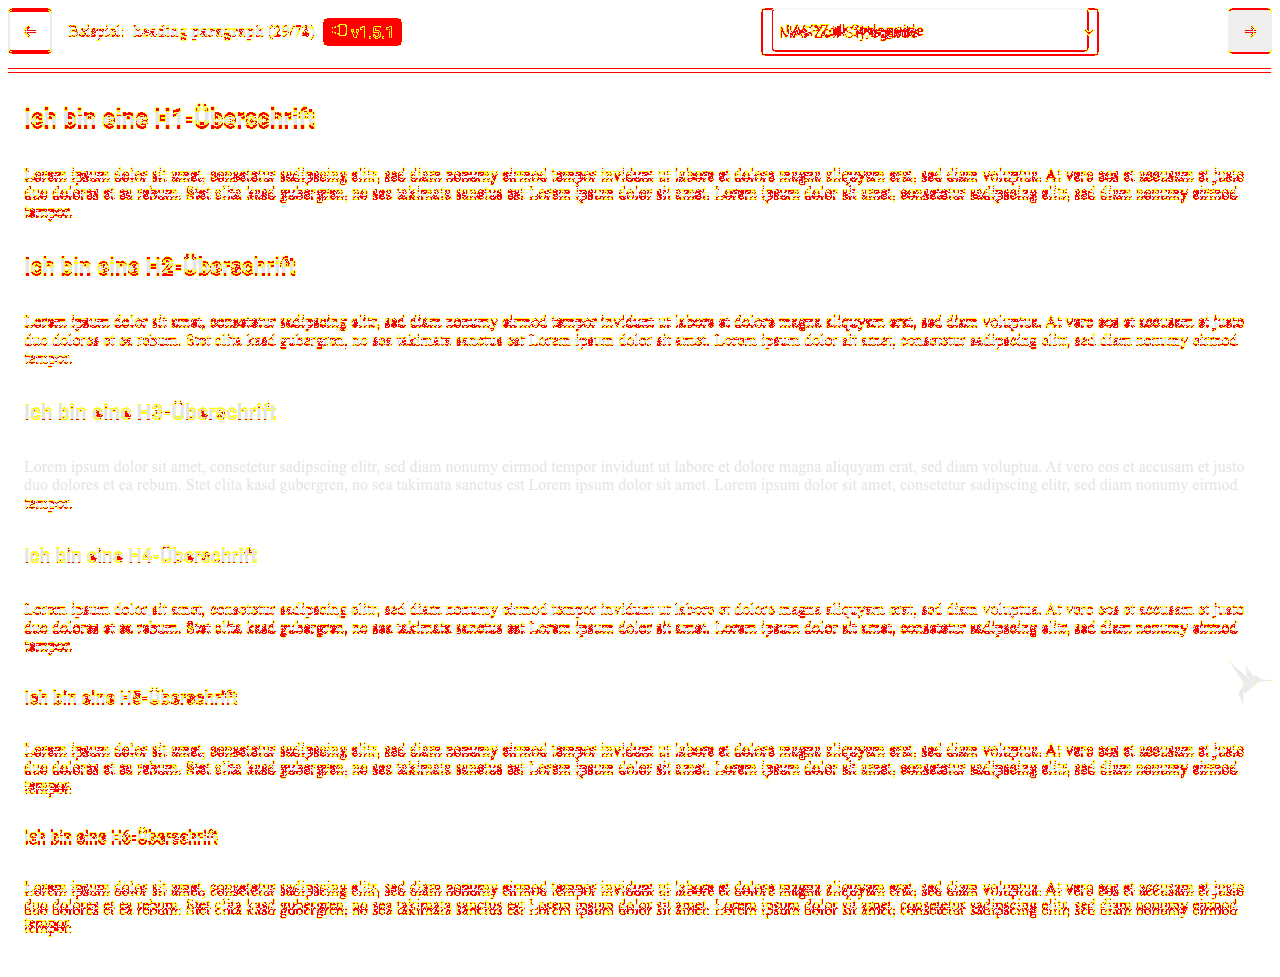 Beispiel: heading paragraph (29/72) v1.5.1
Ich bin eine H1-Überschrift
Lorem ipsum dolor sit amet, consetetur sadipscing elitr, sed diam nonumy eirmod tempor invidunt ut labore et dolore magna aliquyam erat, sed diam voluptua. At vero eos et accusam et justo
duo dolores et ea rebum. Stet clita kasd gubergren, no sea takimata sanctus est Lorem ipsum dolor sit amet. Lorem ipsum dolor sit amet, consetetur sadipscing elitr, sed diam nonumy eirmod
tempor.
Ich bin eine H2-Überschrift
Lorem ipsum dolor sit amet, consetetur sadipscing elitr, sed diam nonumy eirmod tempor invidunt ut labore et dolore magna aliquyam erat, sed diam voluptua. At vero eos et accusam et justo
duo dolores et ea rebum. Stet clita kasd gubergren, no sea takimata sanctus est Lorem ipsum dolor sit amet. Lorem ipsum dolor sit amet, consetetur sadipscing elitr, sed diam nonumy eirmod
tempor.
Ich bin eine H3-Überschrift
Lorem ipsum dolor sit amet, consetetur sadipscing elitr, sed diam nonumy eirmod tempor invidunt ut labore et dolore magna aliquyam erat, sed diam voluptua. At vero eos et accusam et justo
duo dolores et ea rebum. Stet clita kasd gubergren, no sea takimata sanctus est Lorem ipsum dolor sit amet. Lorem ipsum dolor sit amet, consetetur sadipscing elitr, sed diam nonumy eirmod
tempor.
Ich bin eine H4-Überschrift
Lorem ipsum dolor sit amet, consetetur sadipscing elitr, sed diam nonumy eirmod tempor invidunt ut labore et dolore magna aliquyam erat, sed diam voluptua. At vero eos et accusam et justo
duo dolores et ea rebum. Stet clita kasd gubergren, no sea takimata sanctus est Lorem ipsum dolor sit amet. Lorem ipsum dolor sit amet, consetetur sadipscing elitr, sed diam nonumy eirmod
tempor.
Ich bin eine H5-Überschrift
Lorem ipsum dolor sit amet, consetetur sadipscing elitr, sed diam nonumy eirmod tempor invidunt ut labore et dolore magna aliquyam erat, sed diam voluptua. At vero eos et accusam et justo
duo dolores et ea rebum. Stet clita kasd gubergren, no sea takimata sanctus est Lorem ipsum dolor sit amet. Lorem ipsum dolor sit amet, consetetur sadipscing elitr, sed diam nonumy eirmod
tempor.
Ich bin eine H6-Überschrift
Lorem ipsum dolor sit amet, consetetur sadipscing elitr, sed diam nonumy eirmod tempor invidunt ut labore et dolore magna aliquyam erat, sed diam voluptua. At vero eos et accusam et justo
duo dolores et ea rebum. Stet clita kasd gubergren, no sea takimata sanctus est Lorem ipsum dolor sit amet. Lorem ipsum dolor sit amet, consetetur sadipscing elitr, sed diam nonumy eirmod
tempor.